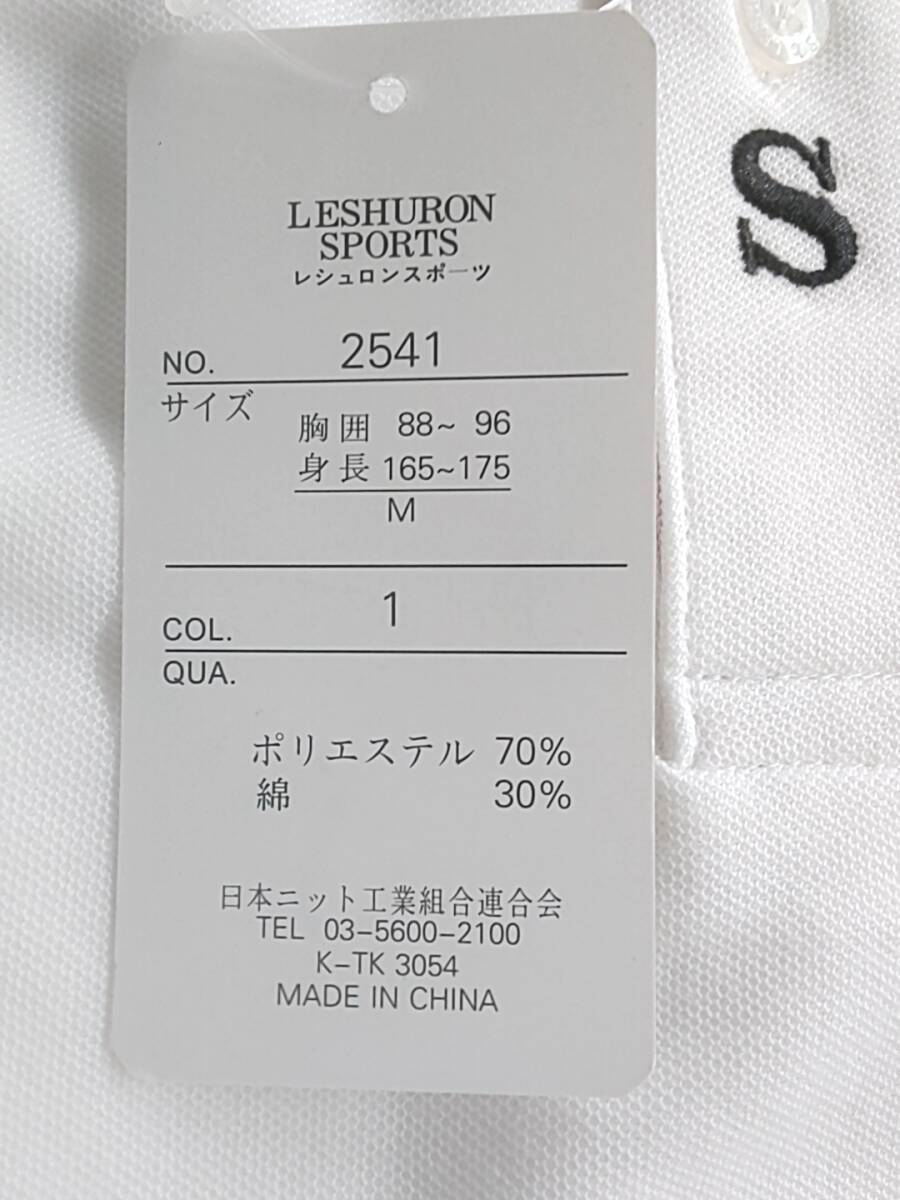 LESHURON
SPORTS
レシュロンスポーツ
NO. 2541
サイズ
胸囲 88~ 96
身長 165~175
M
COL. 1
QUA.
ポリエステル 70%
綿 30%
日本ニット工業組合連合会
TEL 03-5600-2100
K-TK 3054
MADE IN CHINA
S